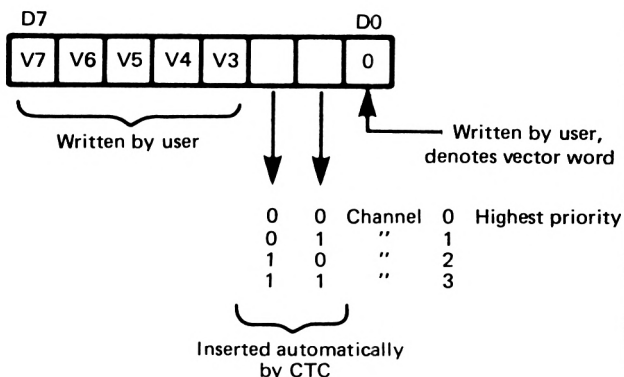 D7 D0
V7 V6 V5 V4 V3 0
Written by user
Written by user,
denotes vector word
0 0 Channel 0 Highest priority
0 1 " 1
1 0 " 2
1 1 " 3
Inserted automatically
by CTC